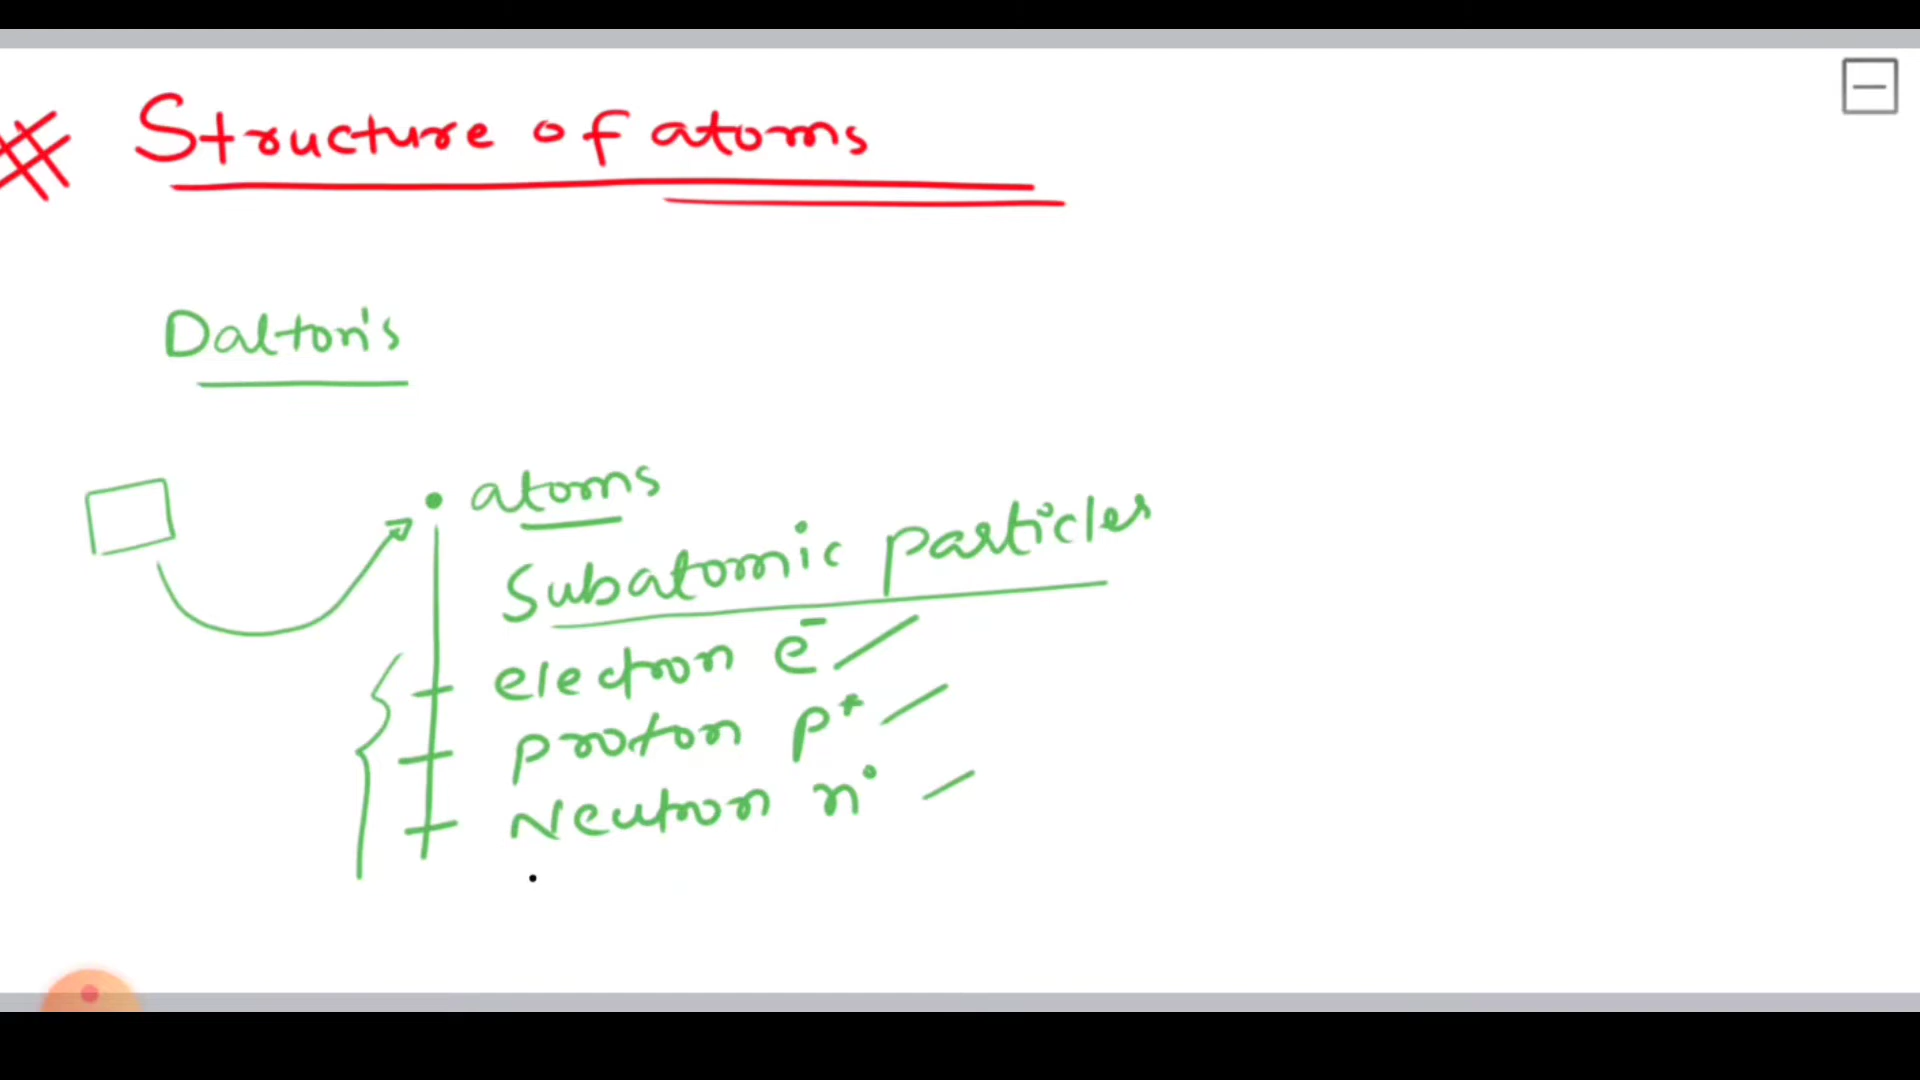 # Structure of atoms
Dalton's
• atoms
Subatomic particles
electron e⁻
proton p⁺
Neutron n°